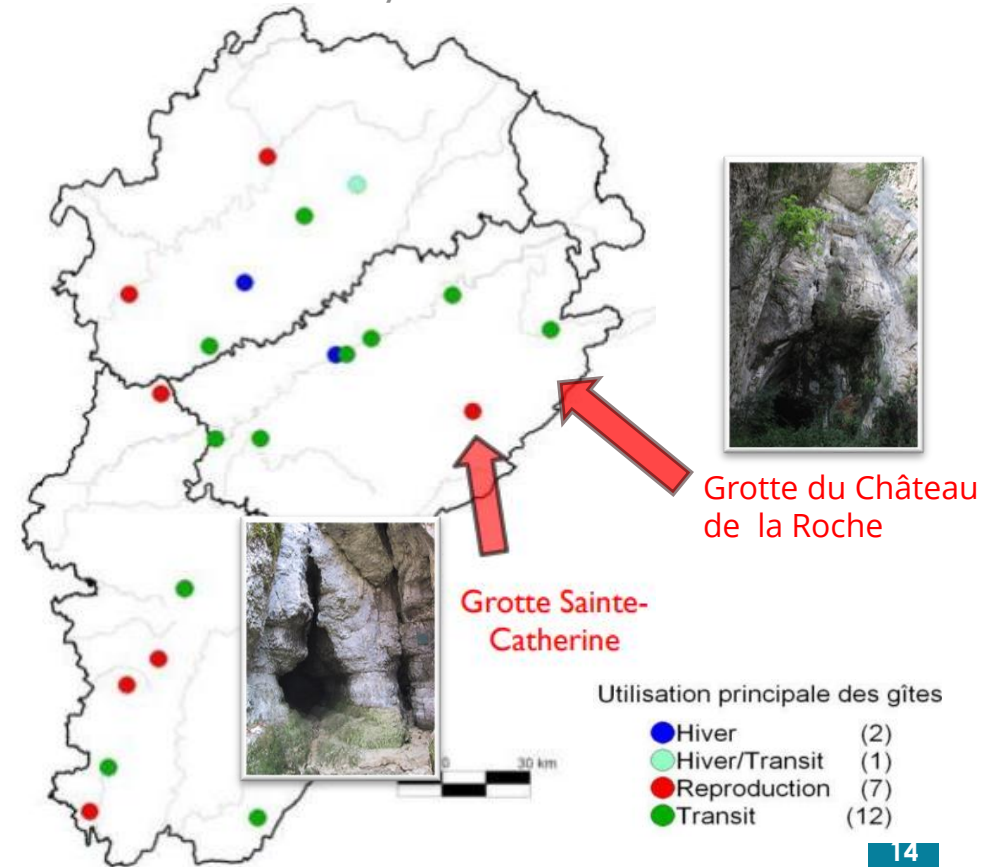 Grotte du Château
de la Roche
Grotte Sainte-
Catherine
0 30 km
Utilisation principale des gîtes
Hiver (2)
Hiver/Transit (1)
Reproduction (7)
Transit (12)
14